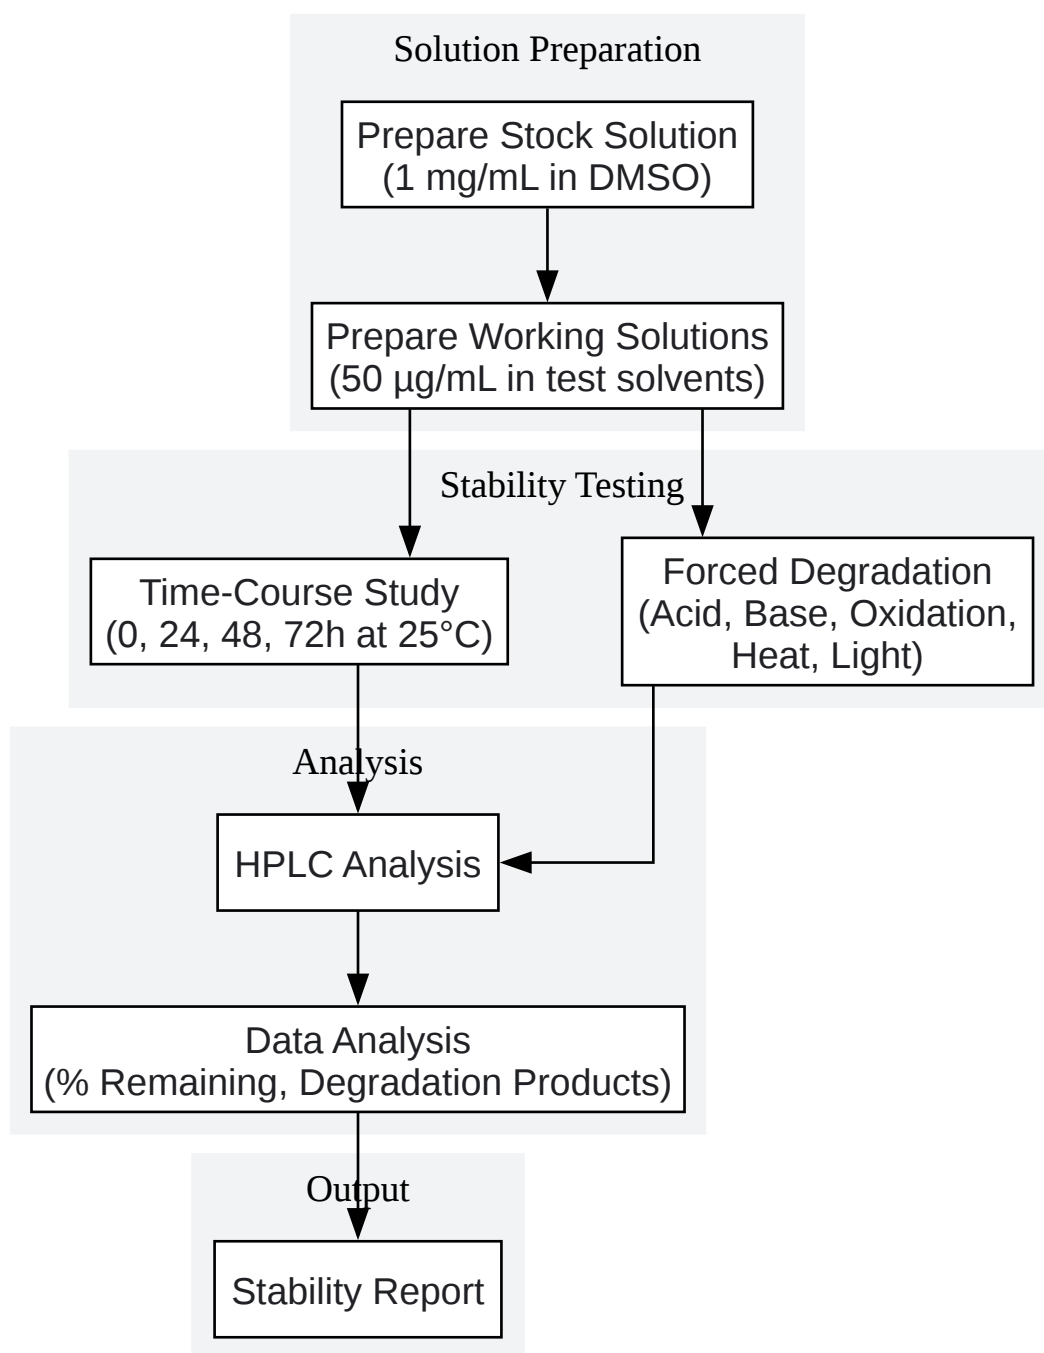 Solution Preparation
Prepare Stock Solution
(1 mg/mL in DMSO)
Prepare Working Solutions
(50 µg/mL in test solvents)
Stability Testing
Time-Course Study
(0, 24, 48, 72h at 25°C)
Forced Degradation
(Acid, Base, Oxidation,
Heat, Light)
Analysis
HPLC Analysis
Data Analysis
(% Remaining, Degradation Products)
Output
Stability Report